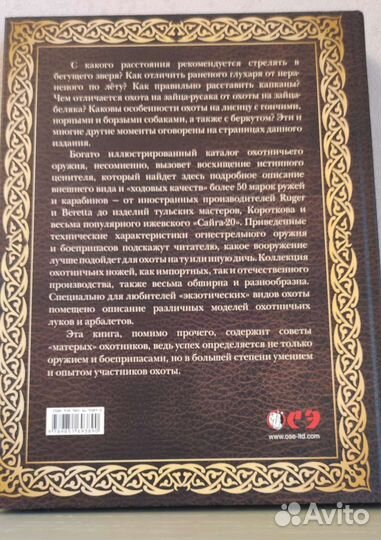 С какого расстояния рекомендуется стрелять в
бегущего зверя? Как отличить раненого глухаря от нера-
неного по лёту? Как правильно расставить капканы?
Чем отличается охота на зайца-русака от охоты на зайца-
беляка? Каковы особенности охоты на лисицу с гончими,
норными и борзыми собаками, а также с беркутом? Эти и
многие другие моменты оговорены на страницах данного
издания.
Богато иллюстрированный каталог охотничьего
оружия, несомненно, вызовет восхищение истинного
ценителя, который найдет здесь подробное описание
внешнего вида и «ходовых качеств» более 50 марок ружей
и карабинов – от иностранных производителей Ruger
и Beretta до изделий тульских мастеров, Короткова и
весьма популярного ижевского «Сайга-20». Приведенные
технические характеристики огнестрельного оружия
и боеприпасов подскажут читателю, какое вооружение
лучше подойдет для охоты на ту или иную дичь. Коллекция
охотничьих ножей, как импортных, так и отечественного
производства, также весьма обширна и разнообразна.
Специально для любителей «экзотических» видов охоты
помещено описание различных моделей охотничьих
луков и арбалетов.
Эта книга, помимо прочего, содержит советы
«матерых» охотников, ведь успех определяется не только
оружием и боеприпасами, но в большей степени умением
и опытом участников охоты.
ОСЭ
www.ose-ltd.com
Avito